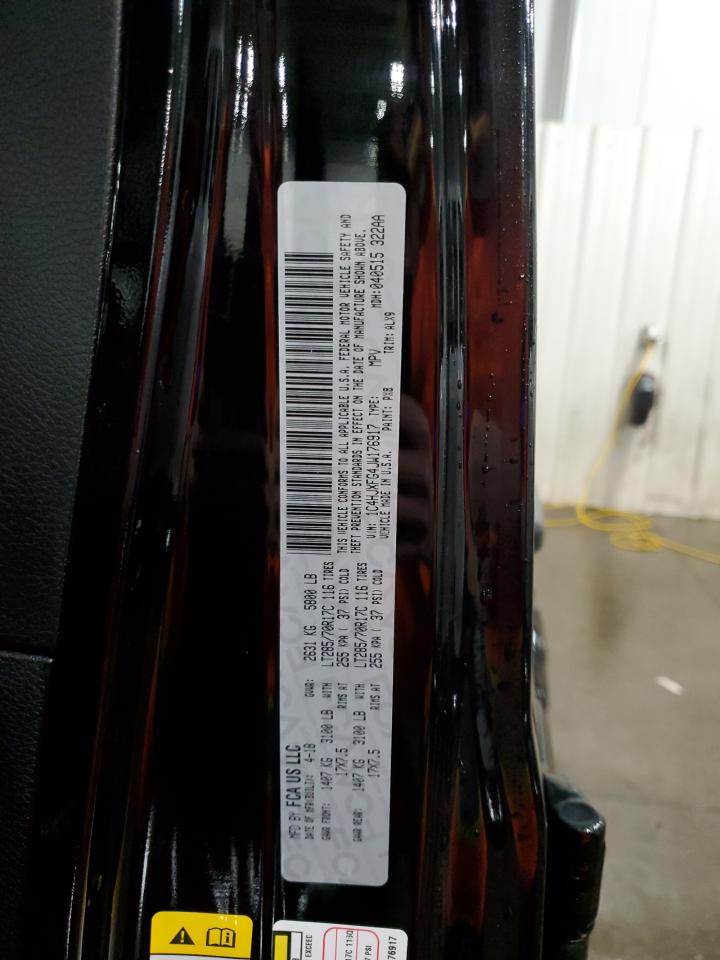 MFD BY FCA US LLC
DATE OF MFR(BUILD): 4-18 GVWR: 2631 KG 5800 LB
GAWR FRONT: 1407 KG 3100 LB WITH LT285/70R17C 116 TIRES
17X7.5 RIMS AT 255 KPA ( 37 PSI) COLD
GAWR REAR: 1407 KG 3100 LB WITH LT285/70R17C 116 TIRES
17X7.5 RIMS AT 255 KPA ( 37 PSI) COLD
THIS VEHICLE CONFORMS TO ALL APPLICABLE U.S.A. FEDERAL MOTOR VEHICLE SAFETY AND
THEFT PREVENTION STANDARDS IN EFFECT ON THE DATE OF MANUFACTURE SHOWN ABOVE.
VIN: 1C4HJXFG4JW176917 TYPE: MPV MDH:040515 322AA
VEHICLE MADE IN U.S.A. PAINT: PX8 TRIM: ALX9
EXCEED
PSI
76917